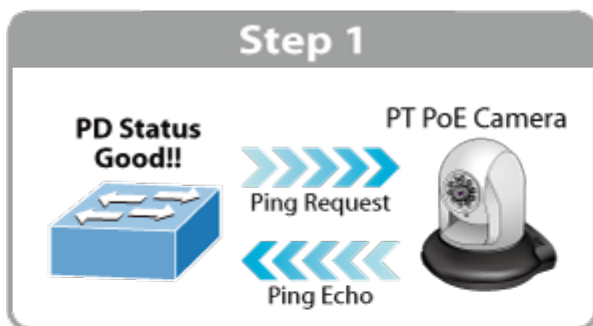 Step 1
PD Status
Good!!
PT PoE Camera
Ping Request
Ping Echo